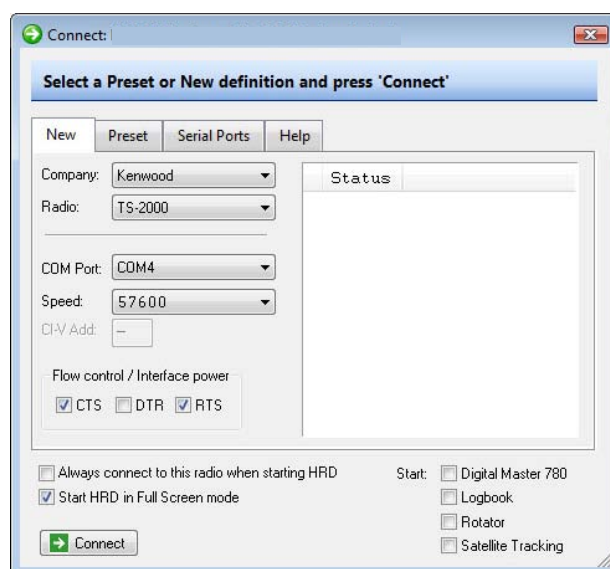 Connect:
Select a Preset or New definition and press 'Connect'
New Preset Serial Ports Help
Company: Kenwood
Radio: TS-2000
COM Port: COM4
Speed: 57600
CI-V Add: --
Flow control / Interface power
CTS DTR RTS
Status
Always connect to this radio when starting HRD
Start HRD in Full Screen mode
Connect
Start: Digital Master 780
Logbook
Rotator
Satellite Tracking